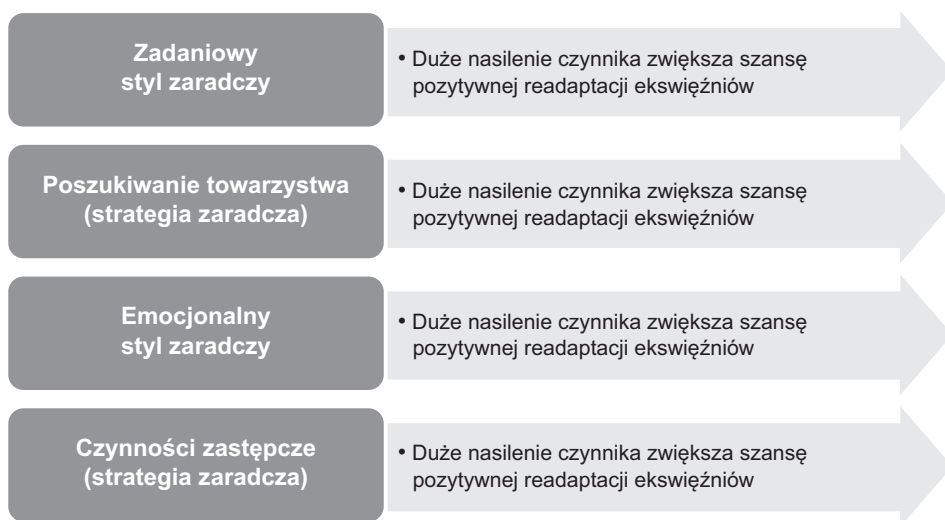 Zadaniowy
styl zaradczy
• Duże nasilenie czynnika zwiększa szansę
pozytywnej readaptacji ekswięźniów
Poszukiwanie towarzystwa
(strategia zaradcza)
• Duże nasilenie czynnika zwiększa szansę
pozytywnej readaptacji ekswięźniów
Emocjonalny
styl zaradczy
• Duże nasilenie czynnika zwiększa szansę
pozytywnej readaptacji ekswięźniów
Czynności zastępcze
(strategia zaradcza)
• Duże nasilenie czynnika zwiększa szansę
pozytywnej readaptacji ekswięźniów